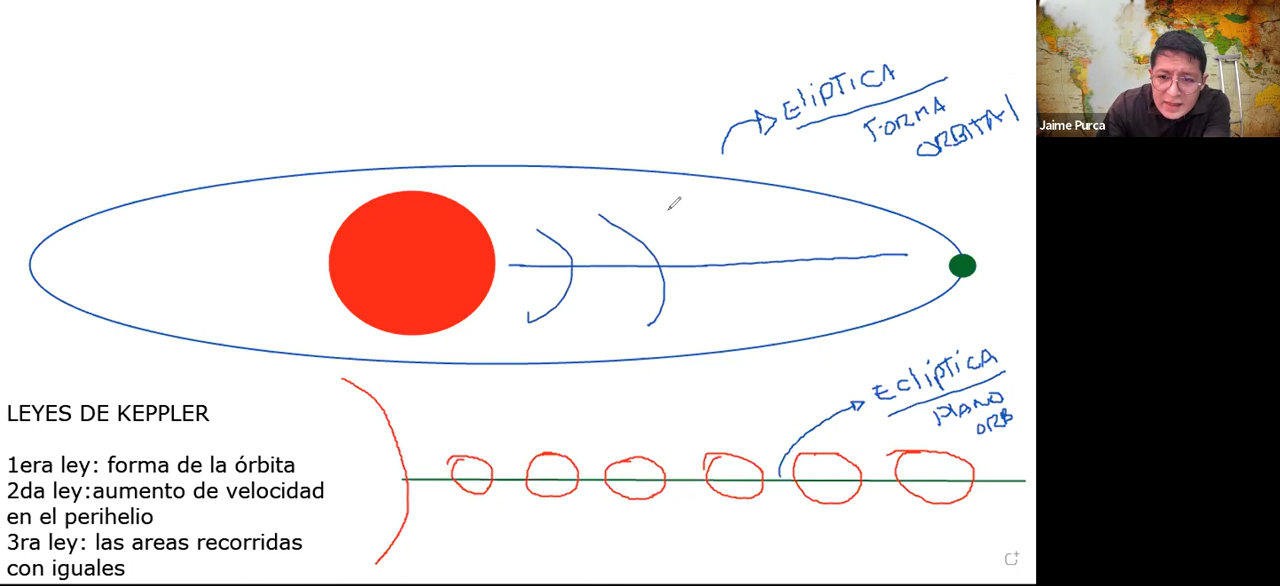 EliPTICA
FORMA
ORBITAl
Jaime Purca
EclíptícA
PlANO
ORB
LEYES DE KEPPLER
1era ley: forma de la órbita
2da ley:aumento de velocidad
en el perihelio
3ra ley: las areas recorridas
con iguales